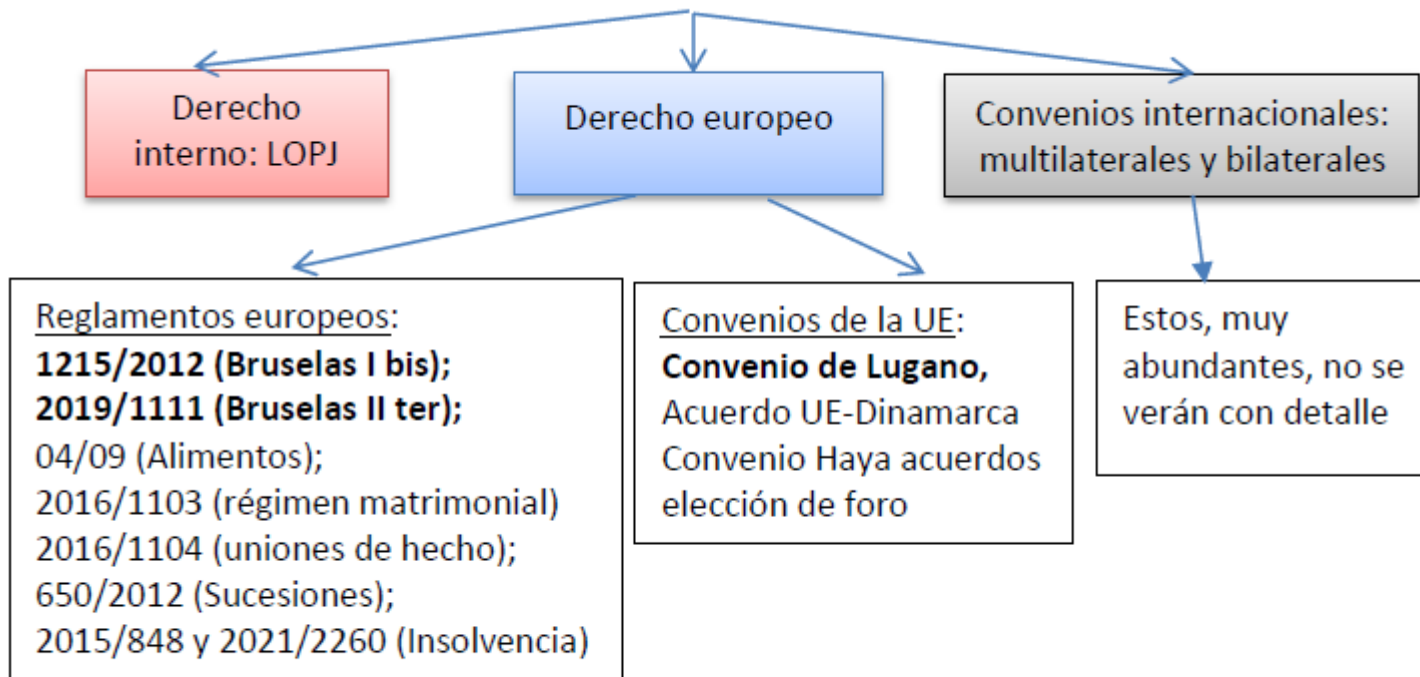 Derecho
interno: LOPJ
Derecho europeo
Convenios internacionales:
multilaterales y bilaterales
Reglamentos europeos:
1215/2012 (Bruselas I bis);
2019/1111 (Bruselas II ter);
04/09 (Alimentos);
2016/1103 (régimen matrimonial)
2016/1104 (uniones de hecho);
650/2012 (Sucesiones);
2015/848 y 2021/2260 (Insolvencia)
Convenios de la UE:
Convenio de Lugano,
Acuerdo UE-Dinamarca
Convenio Haya acuerdos
elección de foro
Estos, muy
abundantes, no se
verán con detalle